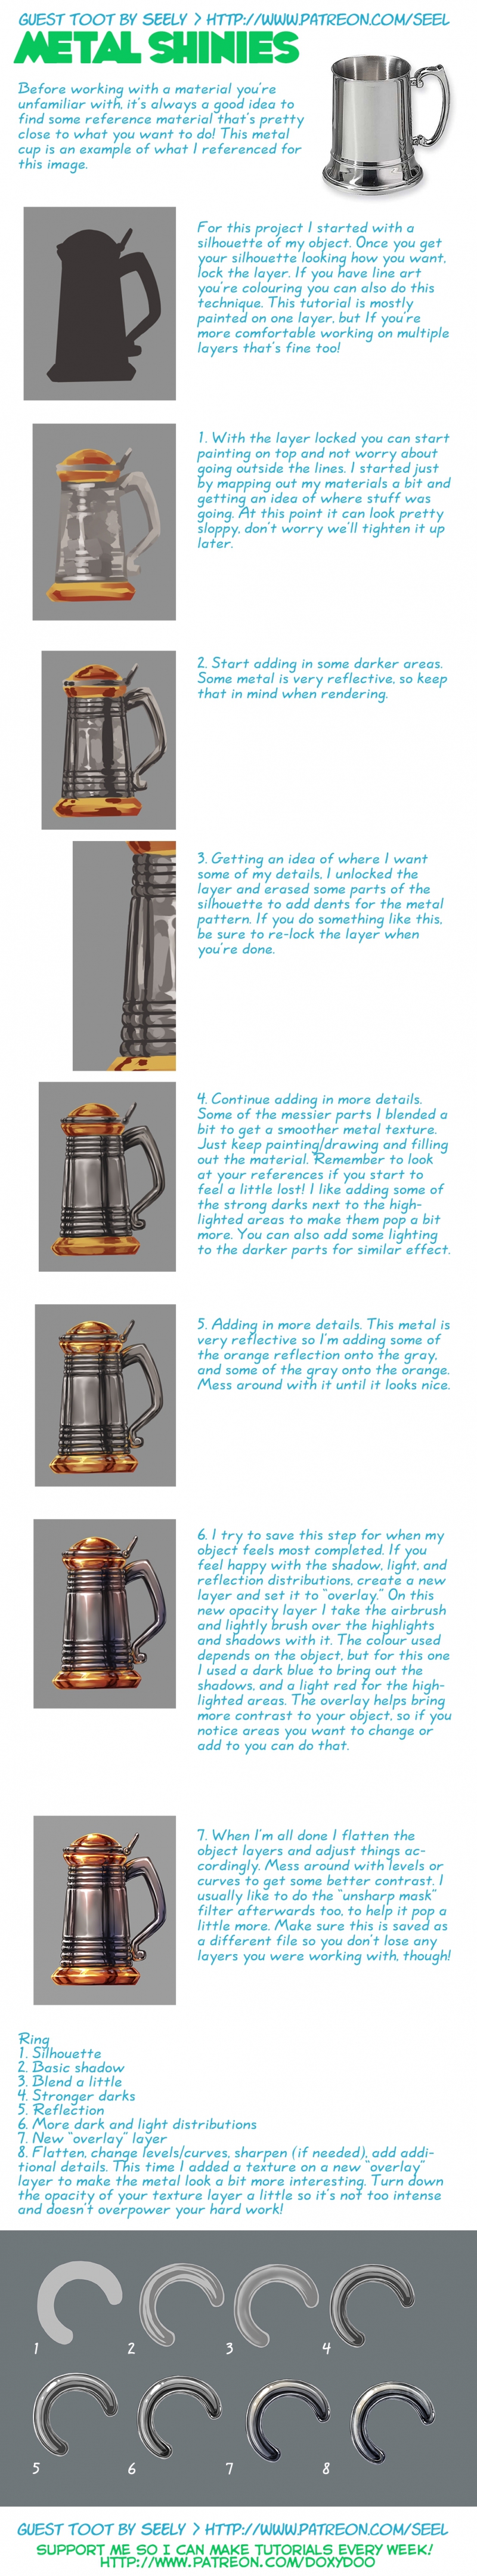 GUEST TOOT BY SEELY > HTTP://WWW.PATREON.COM/SEEL
METAL SHINIES
Before working with a material you're
unfamiliar with, it's always a good idea to
find some reference material that's pretty
close to what you want to do! This metal
cup is an example of what I referenced for
this image.
For this project I started with a
silhouette of my object. Once you get
your silhouette looking how you want,
lock the layer. If you have line art
you're colouring you can also do this
technique. This tutorial is mostly
painted on one layer, but If you're
more comfortable working on multiple
layers that's fine too!
1. With the layer locked you can start
painting on top and not worry about
going outside the lines. I started just
by mapping out my materials a bit and
getting an idea of where stuff was
going. At this point it can look pretty
sloppy, don't worry we'll tighten it up
later.
2. Start adding in some darker areas.
Some metal is very reflective, so keep
that in mind when rendering.
3. Getting an idea of where I want
some of my details, I unlocked the
layer and erased some parts of the
silhouette to add dents for the metal
pattern. If you do something like this,
be sure to re-lock the layer when
you're done.
4. Continue adding in more details.
Some of the messier parts I blended a
bit to get a smoother metal texture.
Just keep painting/drawing and filling
out the material. Remember to look
at your references if you start to
feel a little lost! I like adding some of
the strong darks next to the high-
lighted areas to make them pop a bit
more. You can also add some lighting
to the darker parts for similar effect.
5. Adding in more details. This metal is
very reflective so I'm adding some of
the orange reflection onto the gray,
and some of the gray onto the orange.
Mess around with it until it looks nice.
6. I try to save this step for when my
object feels most completed. If you
feel happy with the shadow, light, and
reflection distributions, create a new
layer and set it to "overlay." On this
new opacity layer I take the airbrush
and lightly brush over the highlights
and shadows with it. The colour used
depends on the object, but for this one
I used a dark blue to bring out the
shadows, and a light red for the high-
lighted areas. The overlay helps bring
more contrast to your object, so if you
notice areas you want to change or
add to you can do that.
7. When I'm all done I flatten the
object layers and adjust things ac-
cordingly. Mess around with levels or
curves to get some better contrast. I
usually like to do the "unsharp mask"
filter afterwards too, to help it pop a
little more. Make sure this is saved as
a different file so you don't lose any
layers you were working with, though!
Ring
1. Silhouette
2. Basic shadow
3. Blend a little
4. Stronger darks
5. Reflection
6. More dark and light distributions
7. New "overlay" layer
8. Flatten, change levels/curves, sharpen (if needed), add addi-
tional details. This time I added a texture on a new "overlay"
layer to make the metal look a bit more interesting. Turn down
the opacity of your texture layer a little so it's not too intense
and doesn't overpower your hard work!
1 2 3 4
5 6 7 8
GUEST TOOT BY SEELY > HTTP://WWW.PATREON.COM/SEEL
SUPPORT ME SO I CAN MAKE TUTORIALS EVERY WEEK!
HTTP://WWW.PATREON.COM/DOXYDOO